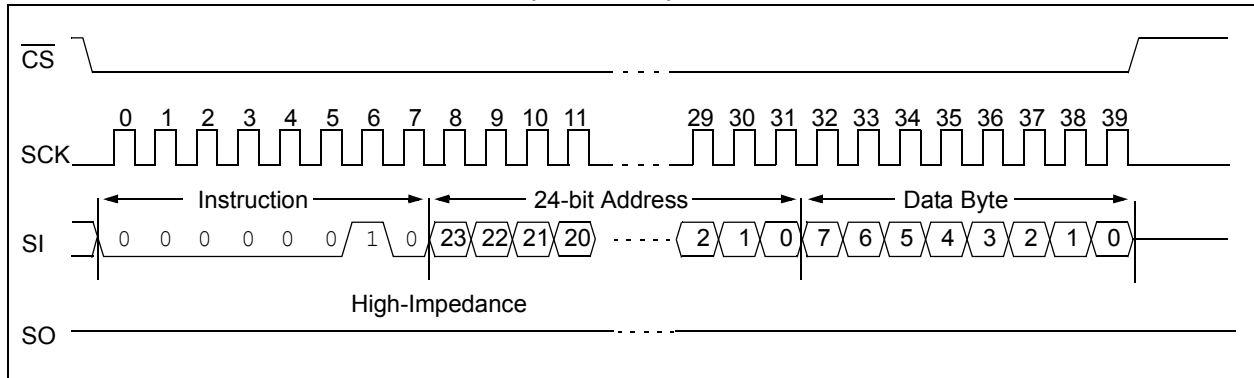 CS
0 1 2 3 4 5 6 7 8 9 10 11 29 30 31 32 33 34 35 36 37 38 39
SCK
Instruction 24-bit Address Data Byte
SI 0 0 0 0 0 0 1 0 23 22 21 20 2 1 0 7 6 5 4 3 2 1 0
High-Impedance
SO